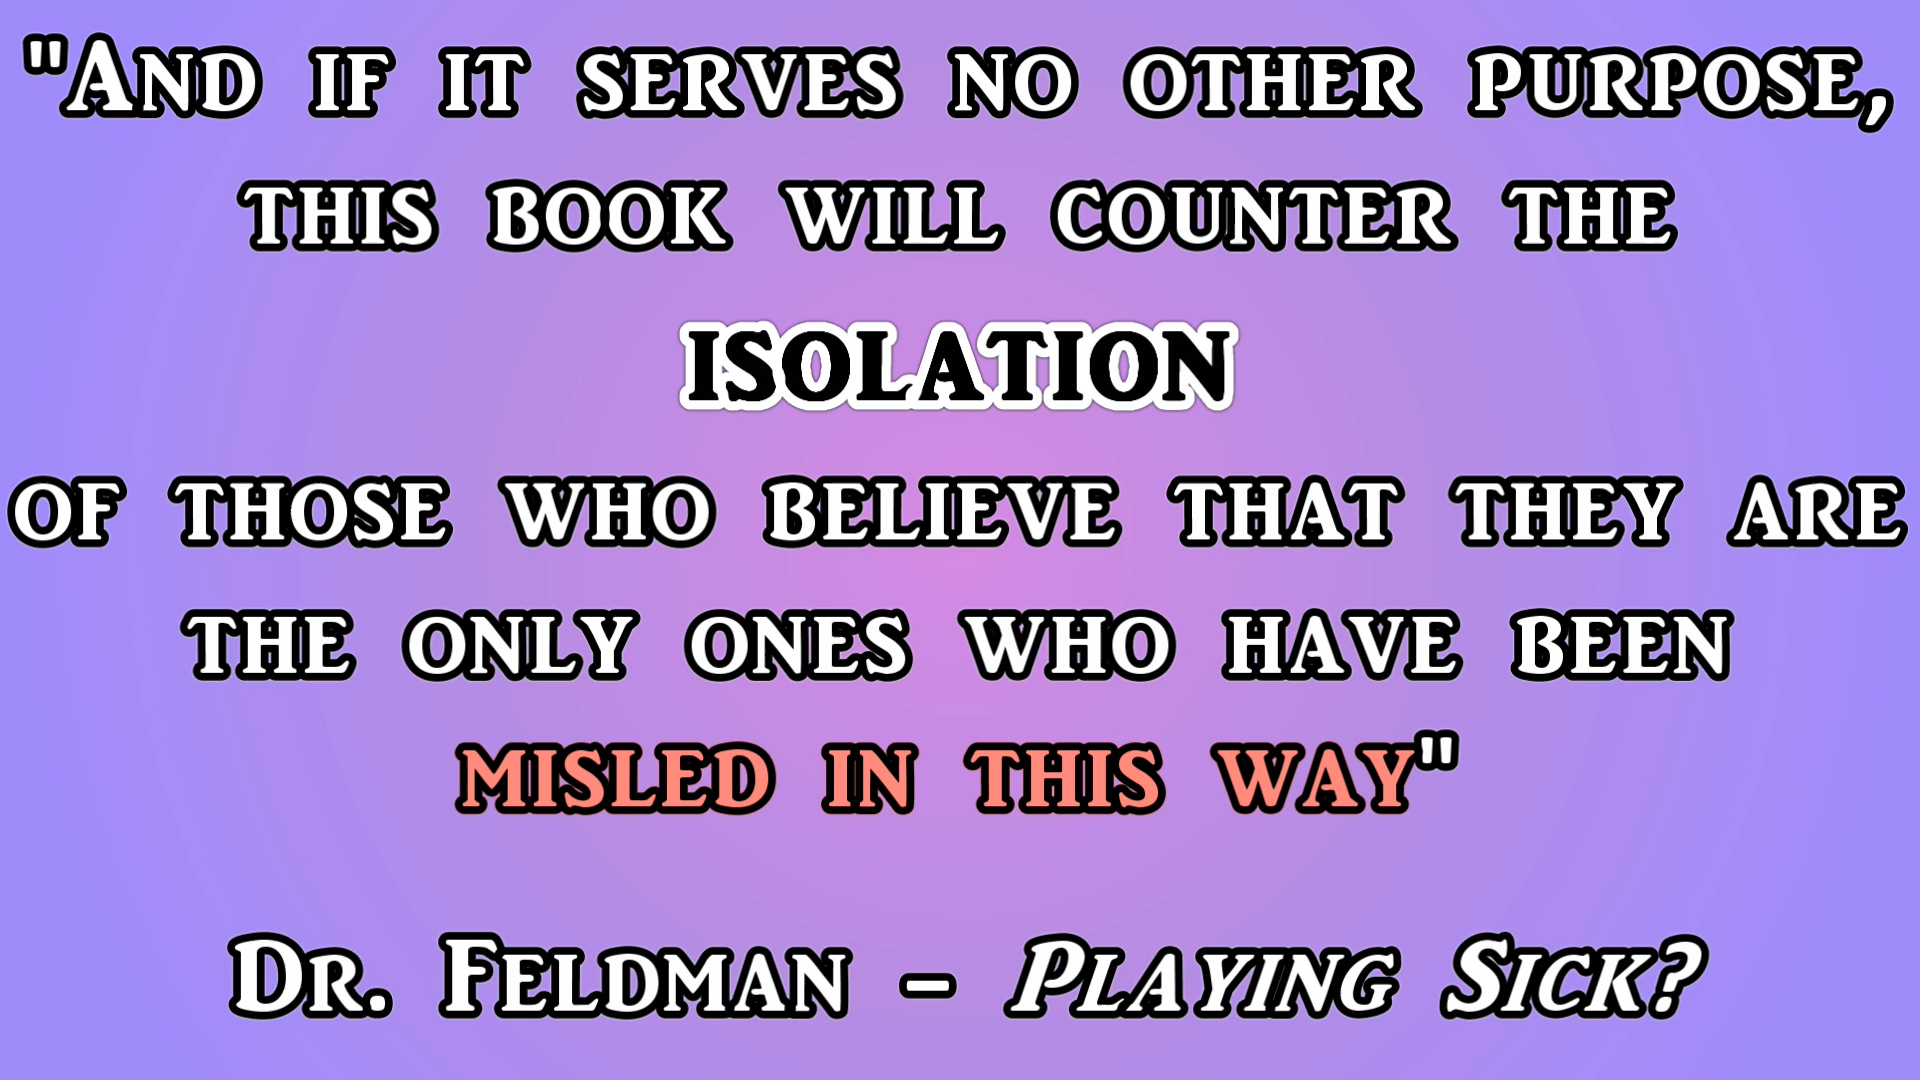 "And if it serves no other purpose,
this book will counter the
isolation
of those who believe that they are
the only ones who have been
misled in this way"
Dr. Feldman – Playing Sick?